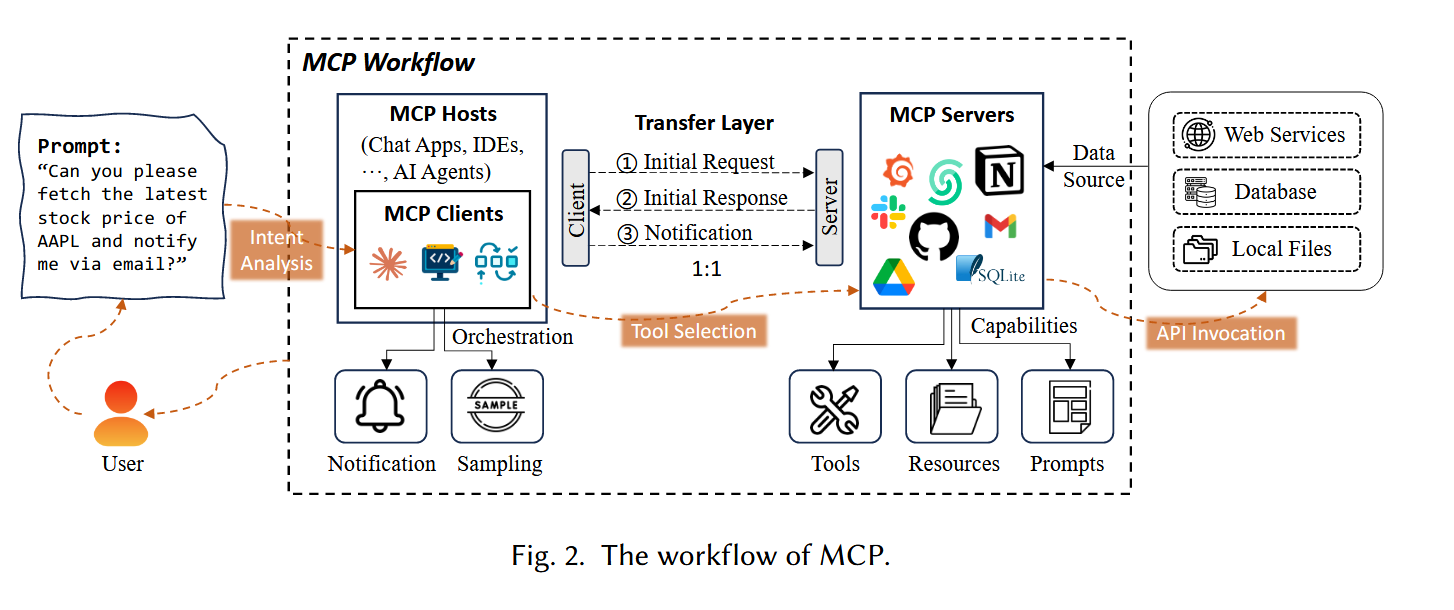 MCP Workflow
Prompt:
“Can you please
fetch the latest
stock price of
AAPL and notify
me via email?”
User
Intent
Analysis
MCP Hosts
(Chat Apps, IDEs,
⋯, AI Agents)
MCP Clients
</>
Orchestration
Notification
SAMPLE
Sampling
Transfer Layer
Client
① Initial Request
② Initial Response
③ Notification
1:1
Server
Tool Selection
MCP Servers
N
SQLite
Capabilities
Tools
Resources
Prompts
Data
Source
Web Services
Database
Local Files
API Invocation
Fig. 2. The workflow of MCP.